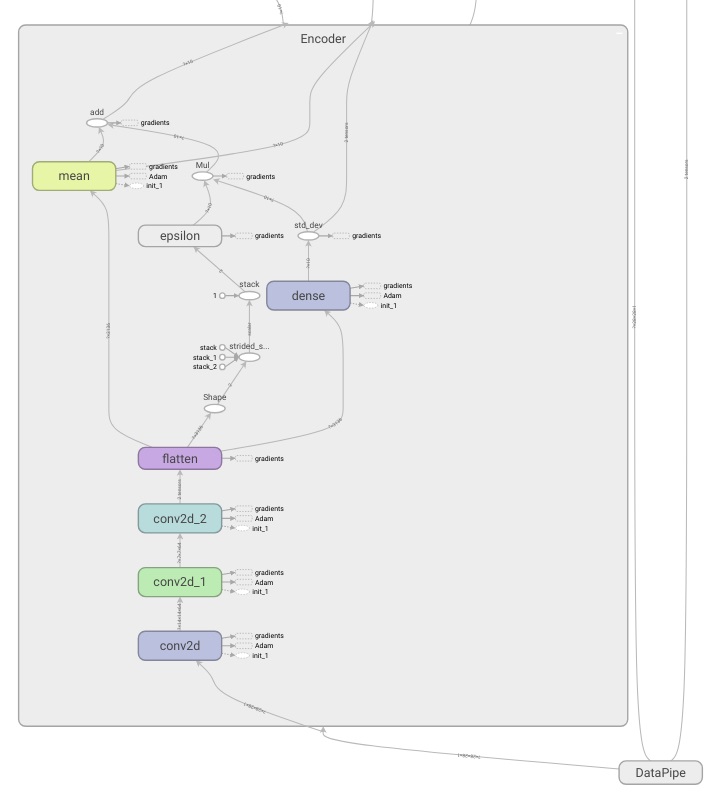 Encoder
add
gradients
mean
gradients
Adam
init_1
Mul
gradients
epsilon
gradients
std_dev
gradients
stack
1
dense
gradients
Adam
init_1
strided_s...
stack
stack_1
stack_2
Shape
flatten
gradients
conv2d_2
gradients
Adam
init_1
conv2d_1
gradients
Adam
init_1
conv2d
gradients
Adam
init_1
DataPipe